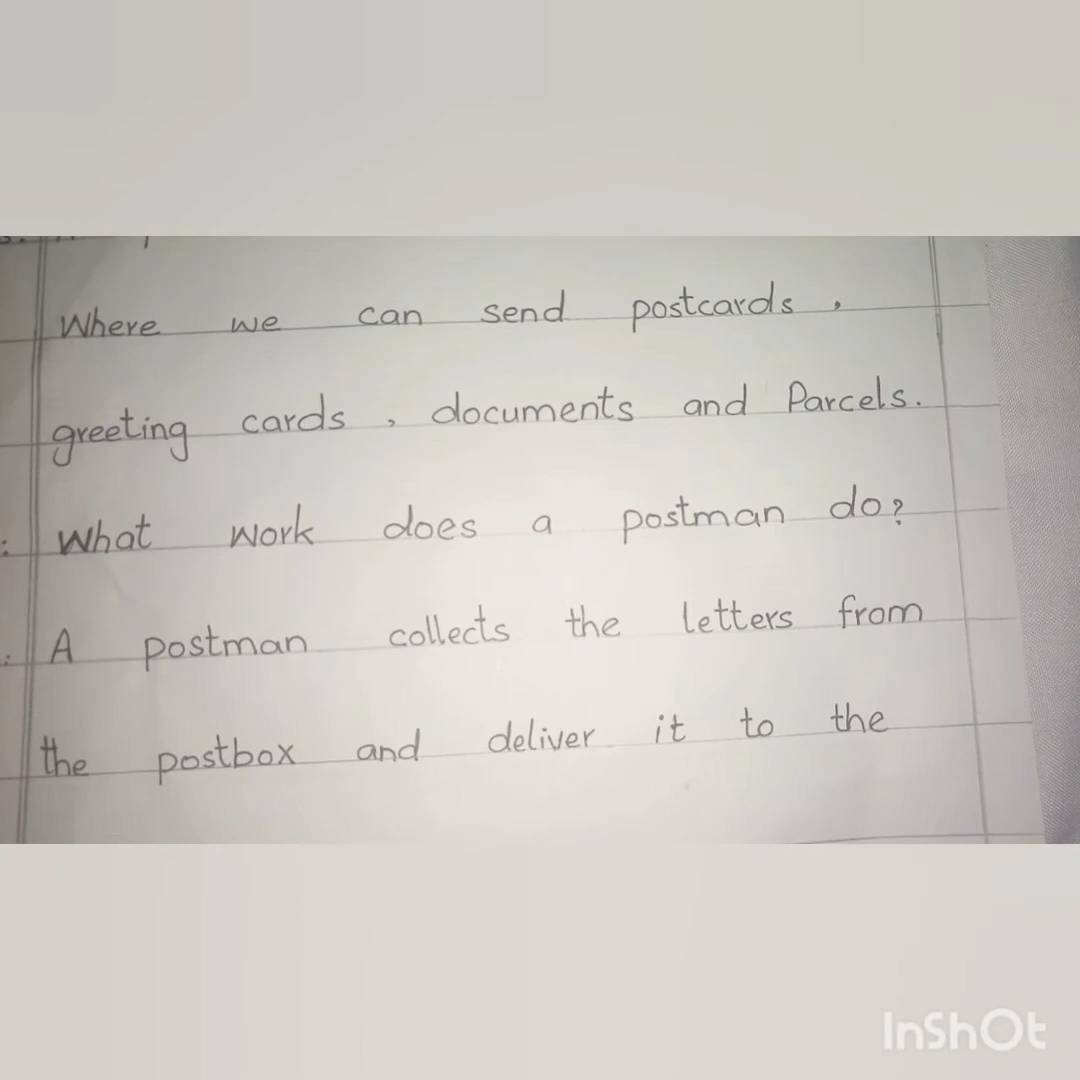 Where we can send postcards ,
greeting cards , documents and Parcels.
: What work does a postman do?
: A postman collects the letters from
the postbox and deliver it to the
InShOt